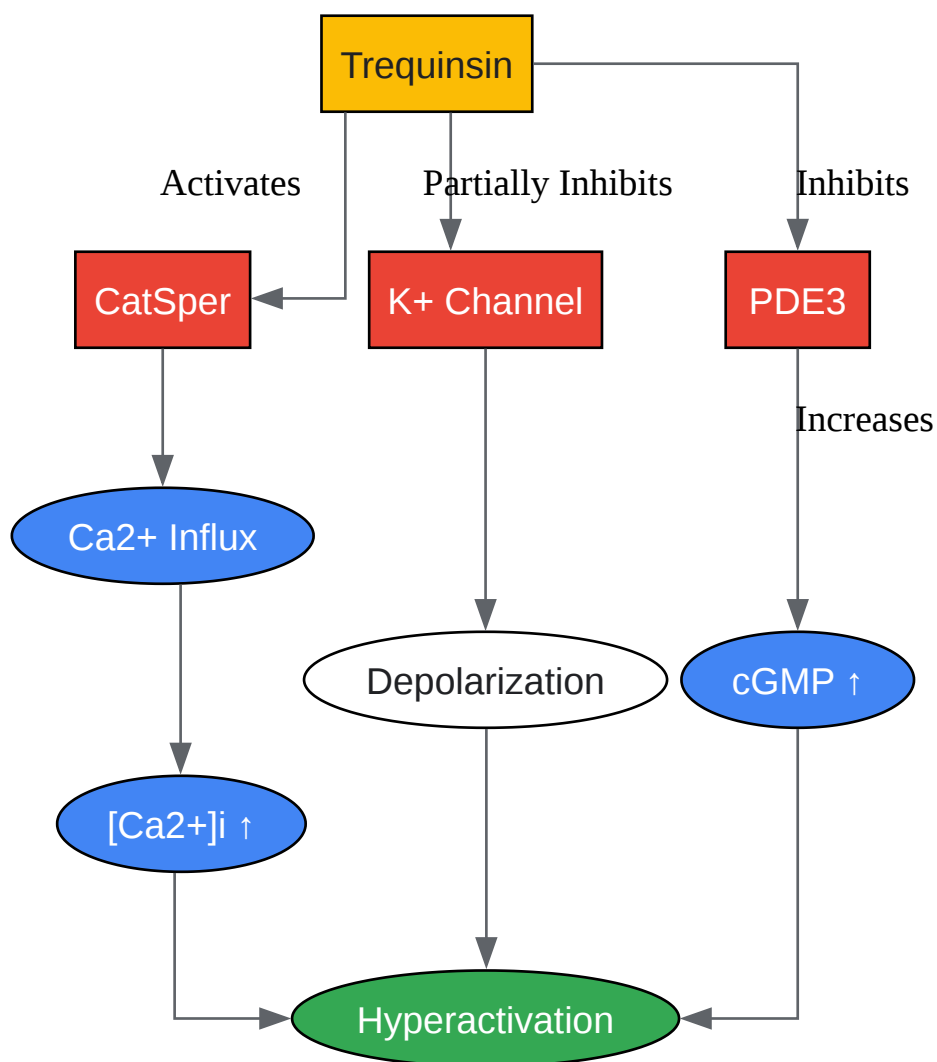 Trequinsin
Activates
Partially Inhibits
Inhibits
CatSper
K+ Channel
PDE3
Increases
Ca2+ Influx
Depolarization
cGMP ↑
[Ca2+]i ↑
Hyperactivation